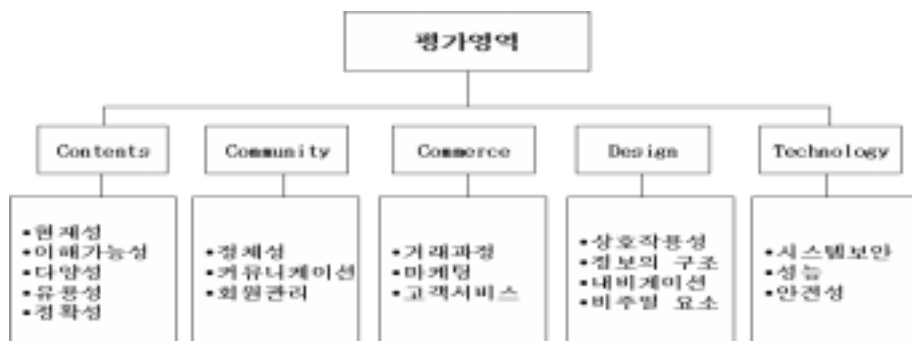 평가영역
Contents
Community
Commerce
Design
Technology
•현재성
•이해가능성
•다양성
•유용성
•정확성
•정체성
•커뮤니케이션
•회원관리
•거래과정
•마케팅
•고객서비스
•상호작용성
•정보의 구조
•내비게이션
•비주얼 요소
•시스템보안
•성능
•안전성